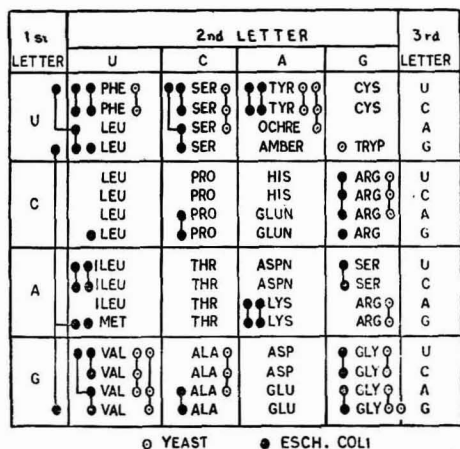 1st 2nd LETTER 3rd
LETTER U C A G LETTER
PHE SER TYR CYS U
PHE SER TYR CYS C
U LEU SER OCHRE A
LEU SER AMBER TRYP G
LEU PRO HIS ARG U
LEU PRO HIS ARG C
C LEU PRO GLUN ARG A
LEU PRO GLUN ARG G
ILEU THR ASPN SER U
ILEU THR ASPN SER C
A ILEU THR LYS ARG A
MET THR LYS ARG G
VAL ALA ASP GLY U
VAL ALA ASP GLY C
G VAL ALA GLU GLY A
VAL ALA GLU GLY G
YEAST ESCH. COLI